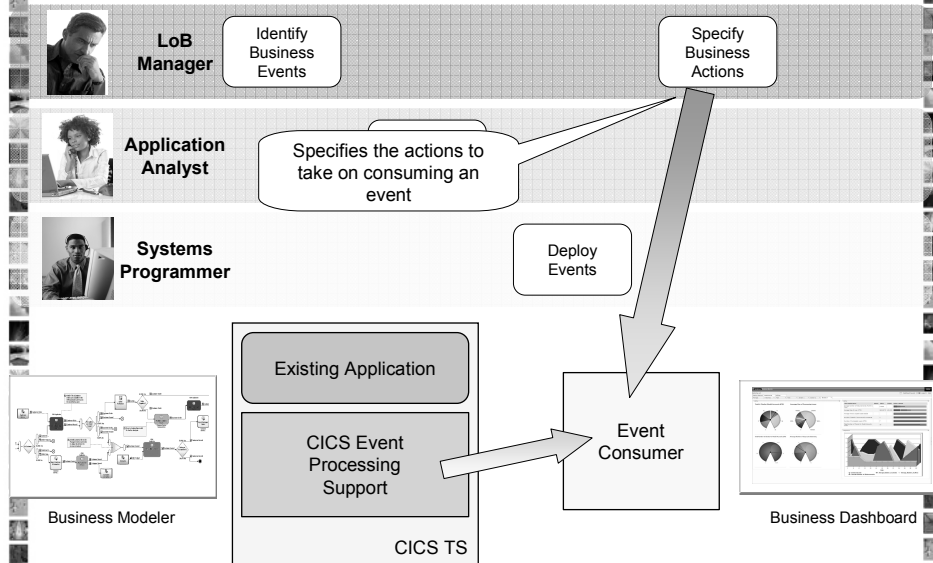 LoB
Manager
Identify
Business
Events
Specify
Business
Actions
Application
Analyst
Specifies the actions to
take on consuming an
event
Systems
Programmer
Deploy
Events
Existing Application
CICS Event
Processing
Support
CICS TS
Event
Consumer
Business Modeler
Business Dashboard